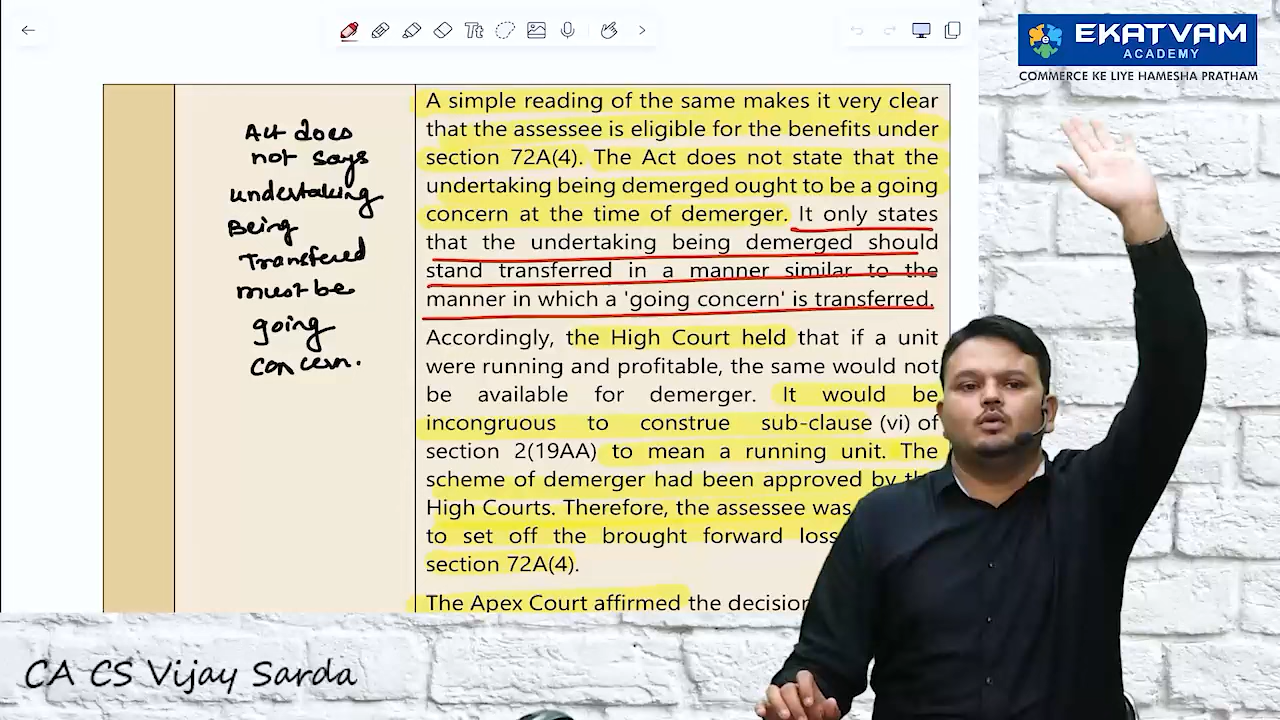 EKATVAM
ACADEMY
COMMERCE KE LIYE HAMESHA PRATHAM
Tt
Act does
not says
undertaking
Being
Transfered
must be
going
concern.
A simple reading of the same makes it very clear
that the assessee is eligible for the benefits under
section 72A(4). The Act does not state that the
undertaking being demerged ought to be a going
concern at the time of demerger. It only states
that the undertaking being demerged should
stand transferred in a manner similar to the
manner in which a 'going concern' is transferred.
Accordingly, the High Court held that if a unit
were running and profitable, the same would not
be available for demerger. It would be
incongruous to construe sub-clause (vi) of
section 2(19AA) to mean a running unit. The
scheme of demerger had been approved by
High Courts. Therefore, the assessee was
to set off the brought forward
section 72A(4).
The Apex Court affirmed the decision
CA CS Vijay Sarda